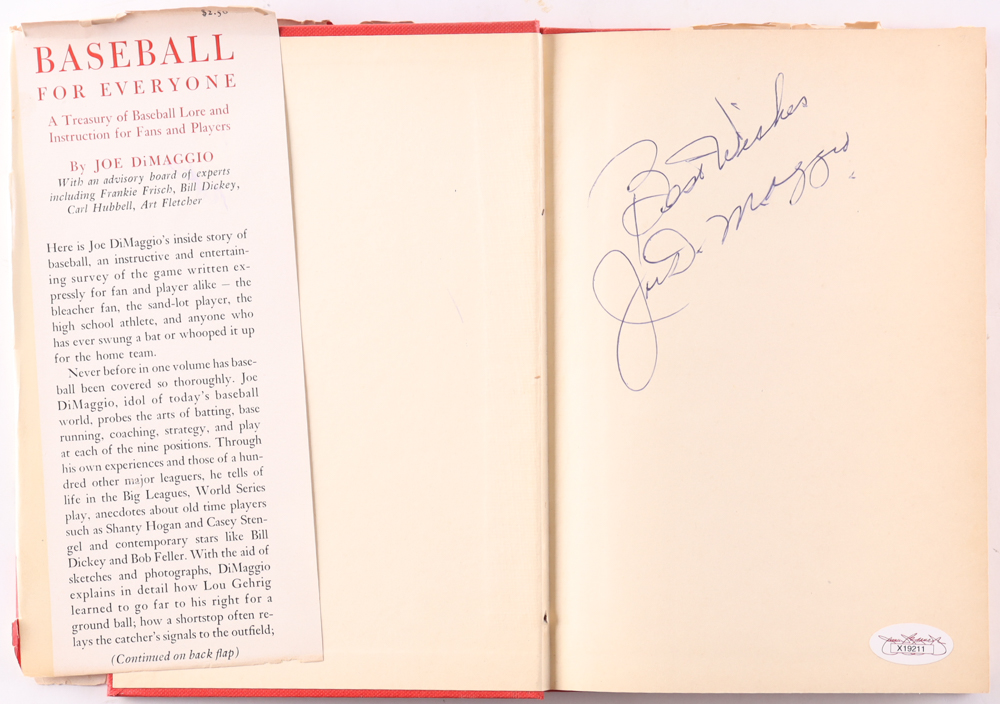 $2.50
BASEBALL
FOR EVERYONE
A Treasury of Baseball Lore and
Instruction for Fans and Players
By JOE DiMAGGIO
With an advisory board of experts
including Frankie Frisch, Bill Dickey,
Carl Hubbell, Art Fletcher
Here is Joe DiMaggio's inside story of
baseball, an instructive and entertain-
ing survey of the game written ex-
pressly for fan and player alike — the
bleacher fan, the sand-lot player, the
high school athlete, and anyone who
has ever swung a bat or whooped it up
for the home team.
Never before in one volume has base-
ball been covered so thoroughly. Joe
DiMaggio, idol of today's baseball
world, probes the arts of batting, base
running, coaching, strategy, and play
at each of the nine positions. Through
his own experiences and those of a hun-
dred other major leaguers, he tells of
life in the Big Leagues, World Series
play, anecdotes about old time players
such as Shanty Hogan and Casey Sten-
gel and contemporary stars like Bill
Dickey and Bob Feller. With the aid of
sketches and photographs, DiMaggio
explains in detail how Lou Gehrig
learned to go far to his right for a
ground ball; how a shortstop often re-
lays the catcher's signals to the outfield;
(Continued on back flap)
Best Wishes
Joe DiMaggio
X19211